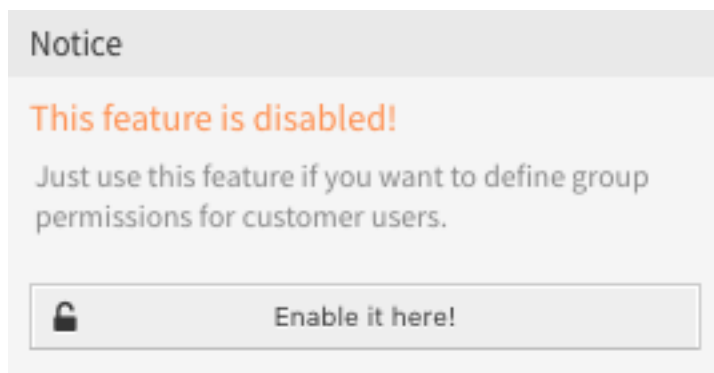 Notice
This feature is disabled!
Just use this feature if you want to define group
permissions for customer users.
Enable it here!